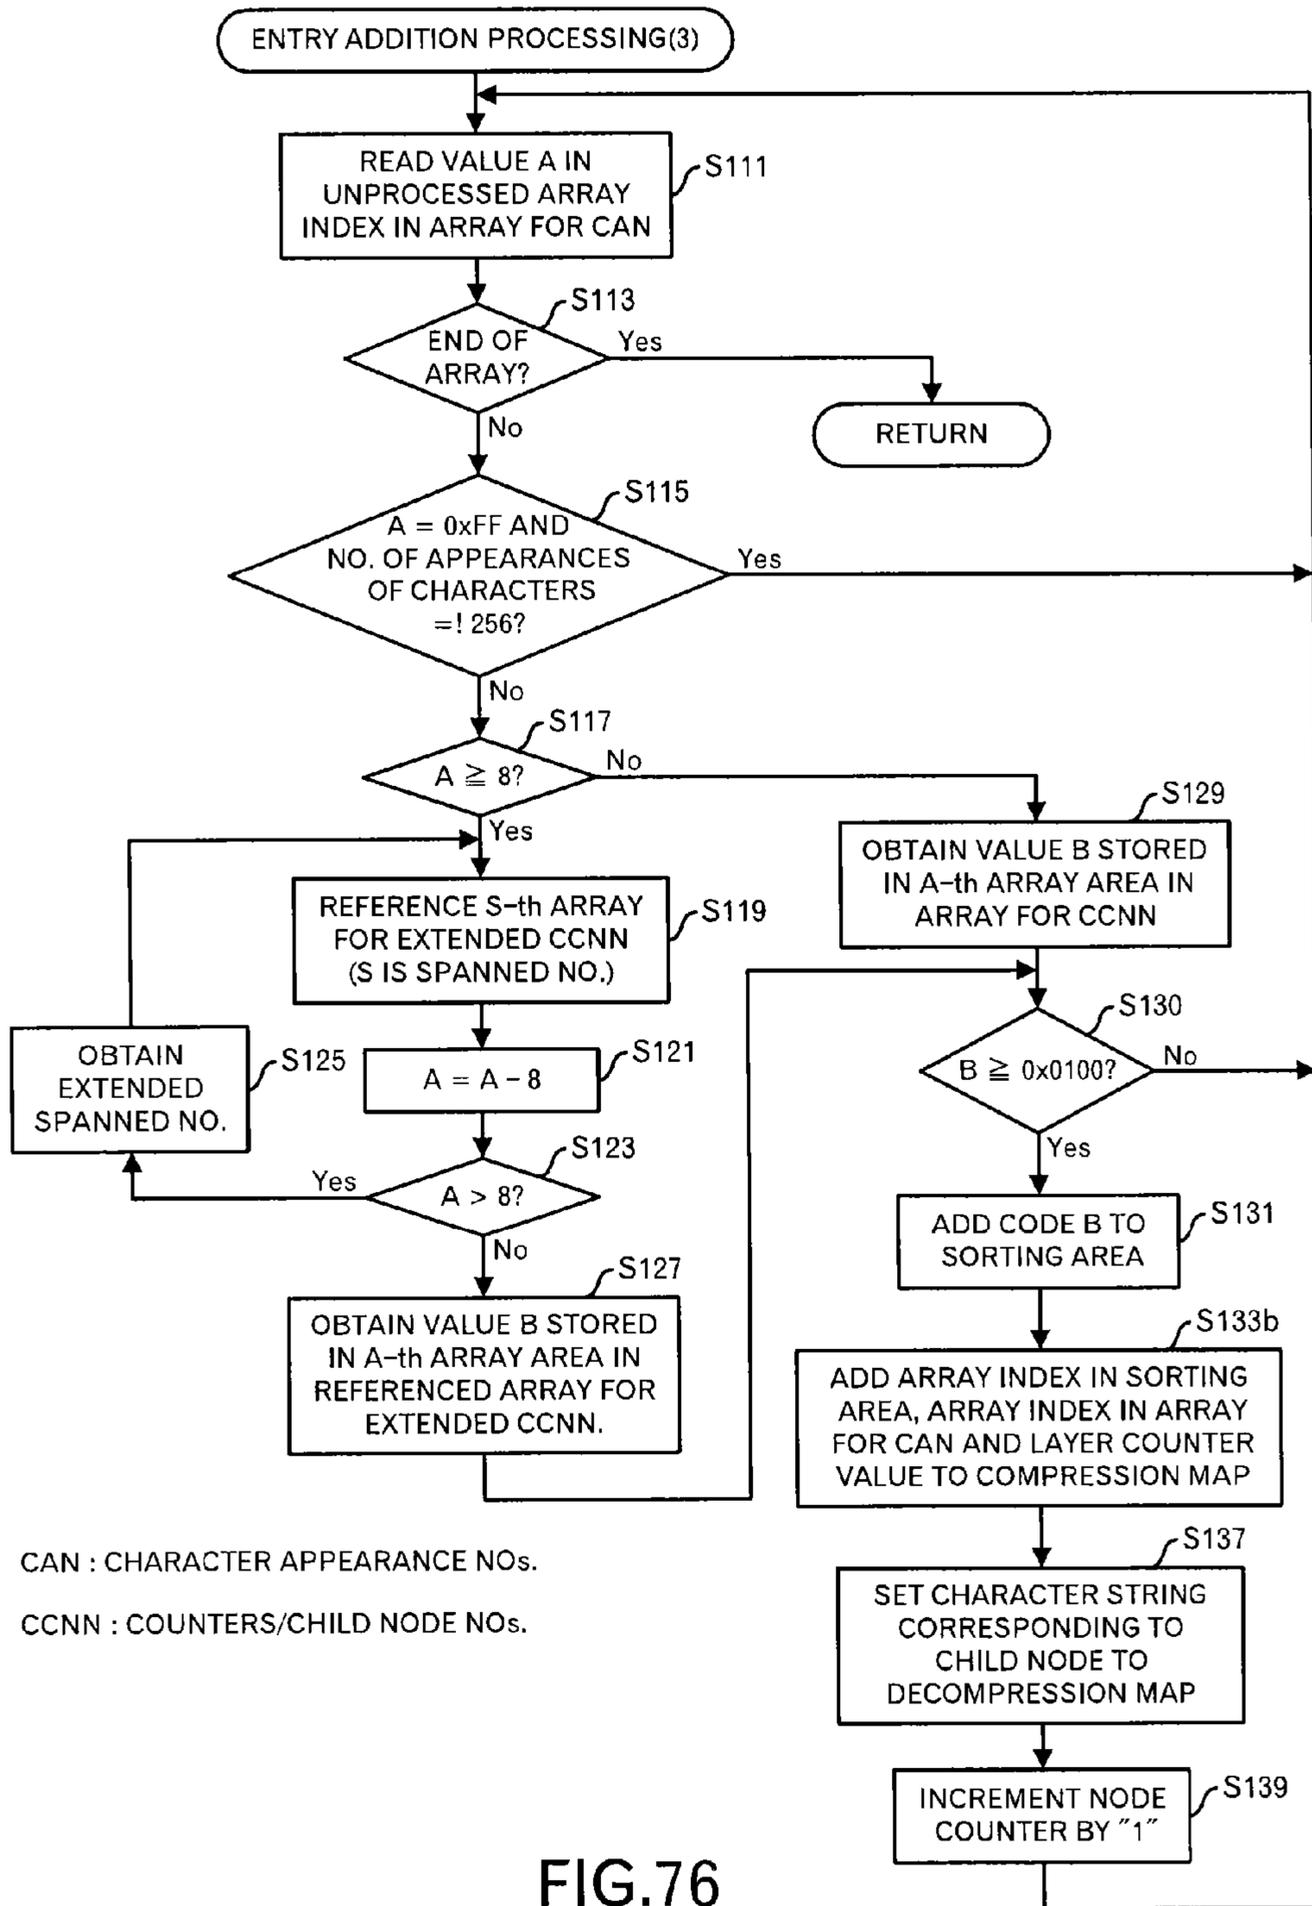 ENTRY ADDITION PROCESSING(3)
READ VALUE A IN
UNPROCESSED ARRAY
INDEX IN ARRAY FOR CAN
S111
END OF
ARRAY?
S113
Yes
No
RETURN
A = 0xFF AND
NO. OF APPEARANCES
OF CHARACTERS
=! 256?
S115
Yes
No
A ≧ 8?
S117
No
Yes
REFERENCE S-th ARRAY
FOR EXTENDED CCNN
(S IS SPANNED NO.)
S119
A = A - 8
S121
A > 8?
S123
Yes
No
OBTAIN
EXTENDED
SPANNED NO.
S125
OBTAIN VALUE B STORED
IN A-th ARRAY AREA IN
REFERENCED ARRAY FOR
EXTENDED CCNN.
S127
OBTAIN VALUE B STORED
IN A-th ARRAY AREA IN
ARRAY FOR CCNN
S129
B ≧ 0x0100?
S130
No
Yes
ADD CODE B TO
SORTING AREA
S131
ADD ARRAY INDEX IN SORTING
AREA, ARRAY INDEX IN ARRAY
FOR CAN AND LAYER COUNTER
VALUE TO COMPRESSION MAP
S133b
SET CHARACTER STRING
CORRESPONDING TO
CHILD NODE TO
DECOMPRESSION MAP
S137
INCREMENT NODE
COUNTER BY "1"
S139
CAN : CHARACTER APPEARANCE NOs.
CCNN : COUNTERS/CHILD NODE NOs.
FIG.76